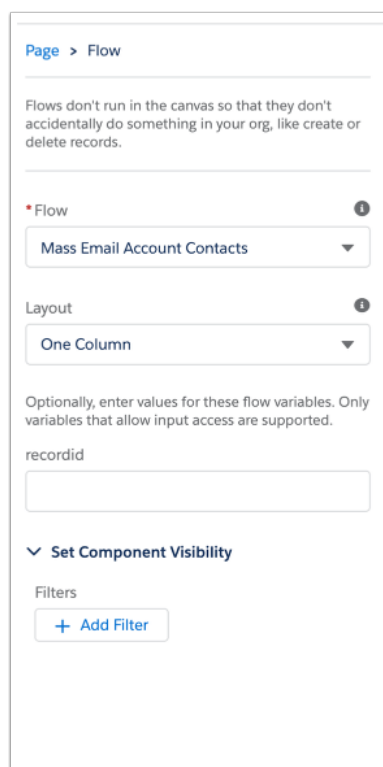 Page > Flow
Flows don't run in the canvas so that they don't
accidentally do something in your org, like create or
delete records.
*Flow
Mass Email Account Contacts
Layout
One Column
Optionally, enter values for these flow variables. Only
variables that allow input access are supported.
recordid
Set Component Visibility
Filters
+ Add Filter